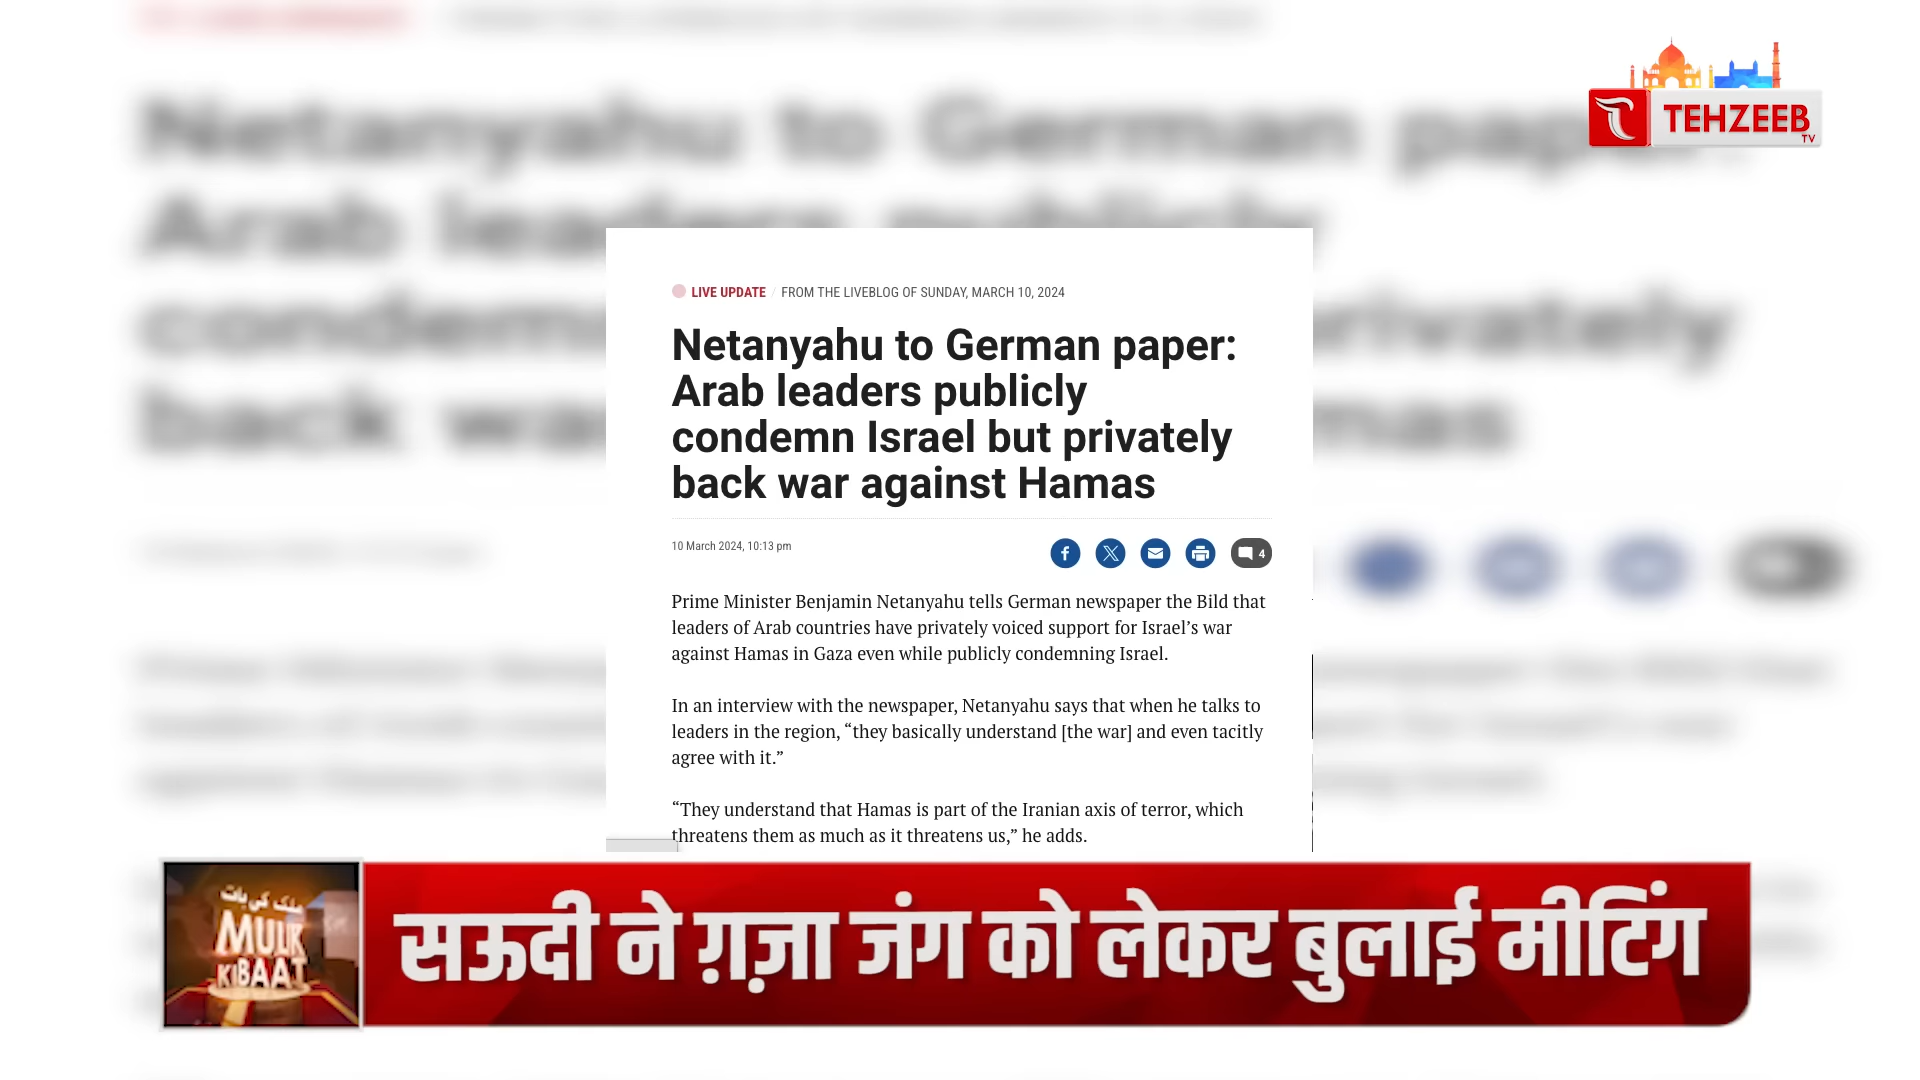 TEHZEEB
TV
LIVE UPDATE / FROM THE LIVEBLOG OF SUNDAY, MARCH 10, 2024
Netanyahu to German paper:
Arab leaders publicly
condemn Israel but privately
back war against Hamas
10 March 2024, 10:13 pm
4
Prime Minister Benjamin Netanyahu tells German newspaper the Bild that
leaders of Arab countries have privately voiced support for Israel’s war
against Hamas in Gaza even while publicly condemning Israel.
In an interview with the newspaper, Netanyahu says that when he talks to
leaders in the region, “they basically understand [the war] and even tacitly
agree with it.”
“They understand that Hamas is part of the Iranian axis of terror, which
threatens them as much as it threatens us,” he adds.
ملک کی بات
MULK
KI BAAT
सऊदी ने ग़ज़ा जंग को लेकर बुलाई मीटिंग